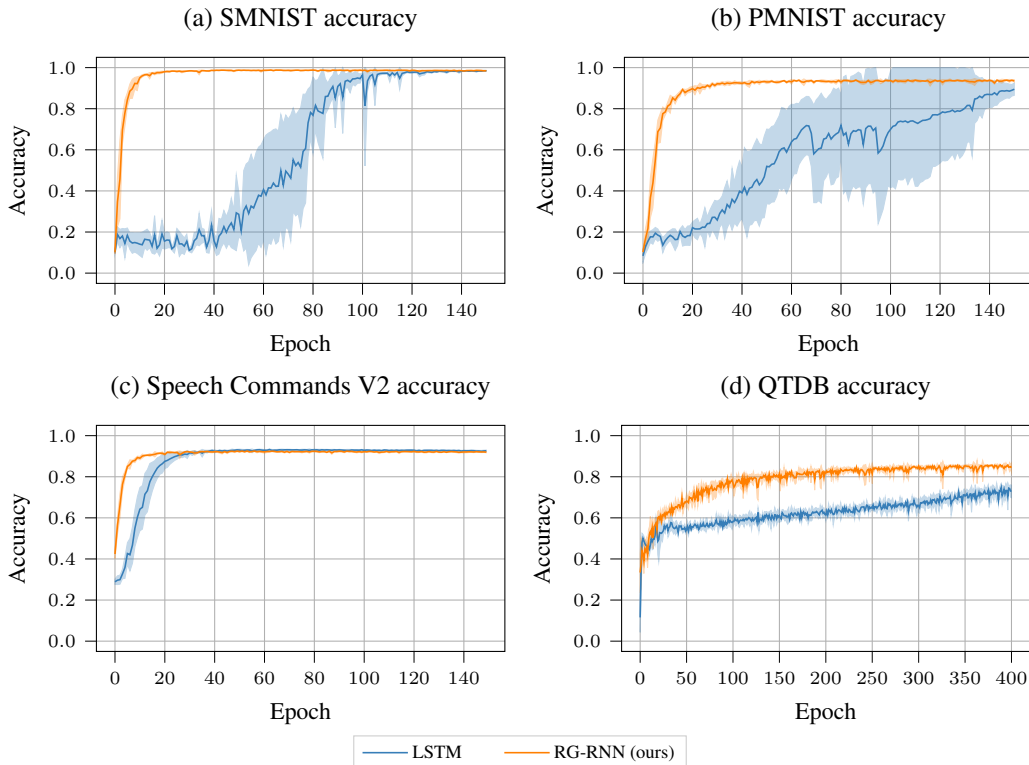 (a) SMNIST accuracy
(b) PMNIST accuracy
1.0
0.8
0.6
0.4
0.2
0.0
Accuracy
0 20 40 60 80 100 120 140
Epoch
1.0
0.8
0.6
0.4
0.2
0.0
Accuracy
0 20 40 60 80 100 120 140
Epoch
(c) Speech Commands V2 accuracy
(d) QTDB accuracy
1.0
0.8
0.6
0.4
0.2
0.0
Accuracy
0 20 40 60 80 100 120 140
Epoch
1.0
0.8
0.6
0.4
0.2
0.0
Accuracy
0 50 100 150 200 250 300 350 400
Epoch
LSTM RG-RNN (ours)